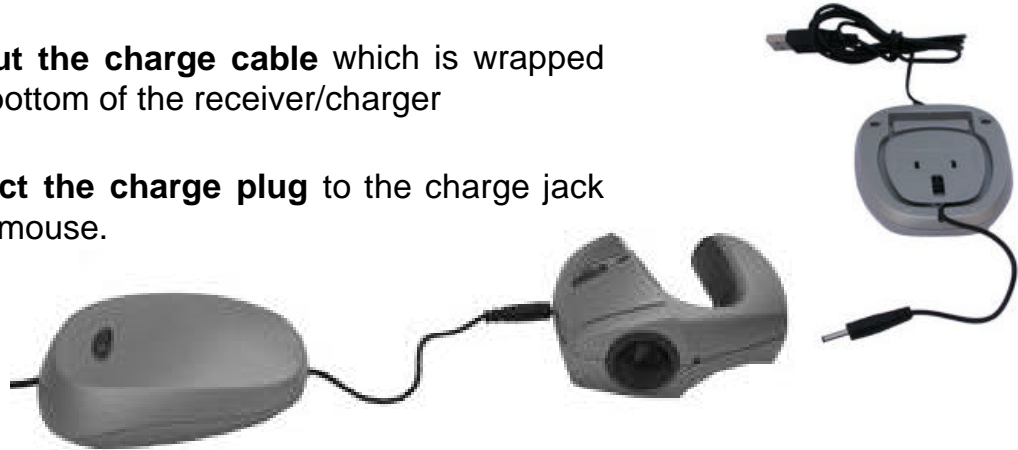 ut the charge cable which is wrapped
bottom of the receiver/charger
ct the charge plug to the charge jack
mouse.